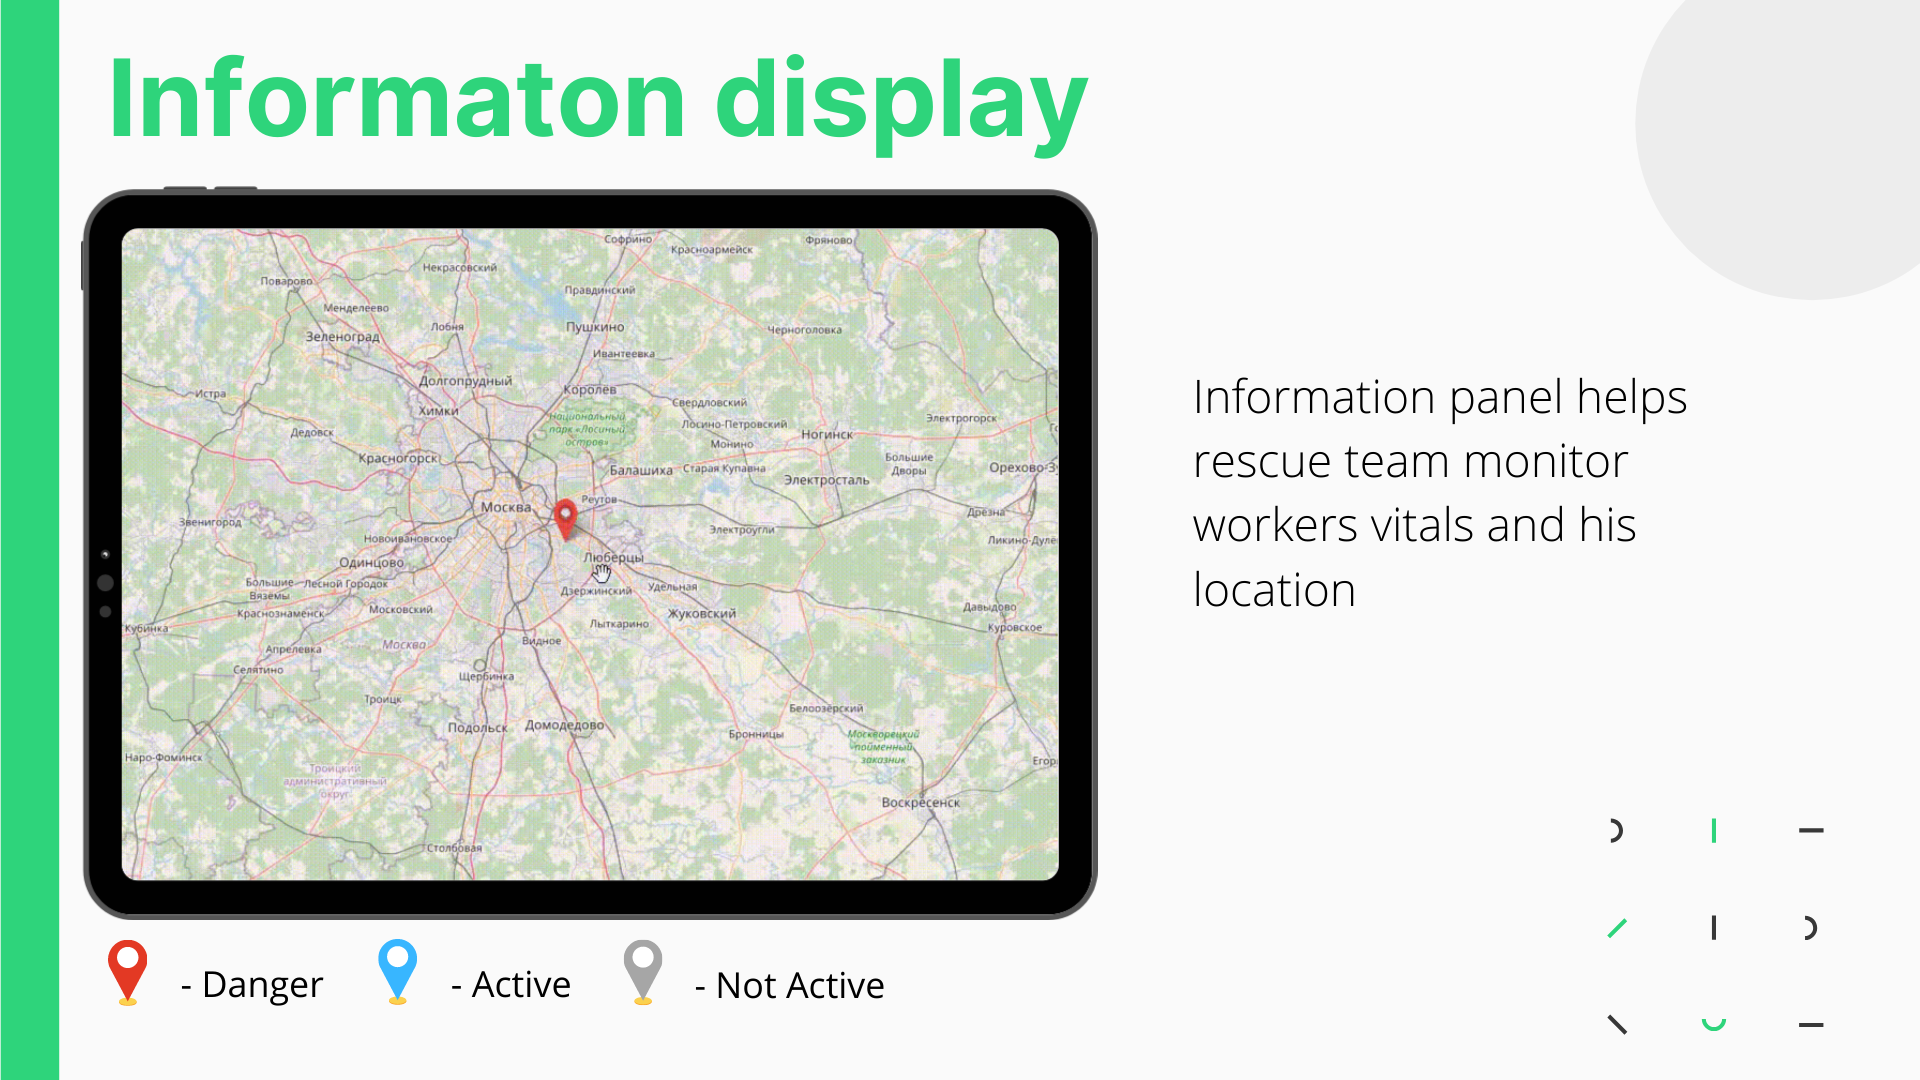 Informaton display
Софрино
Красноармейск
Фряново
Некрасовский
Поварово
Правдинский
Менделеево
Лобня
Пушкино
Черноголовка
Зеленоград
Ивантеевка
Долгопрудный
Королёв
Истра
Свердловский
Химки
Национальный
парк «Лосиный
остров»
Электрогорск
Лосино-Петровский
Дедовск
Ногинск
Монино
Красногорск
Большие
Дворы
Балашиха
Старая Купавна
Орехово-Зу
Электросталь
Реутов
Москва
Дрезна
Звенигород
Электроугли
Новоивановское
Ликино-Дулё
Люберцы
Одинцово
Большие
Вяземы
Лесной Городок
Дзержинский
Удельная
Краснознаменск
Московский
Жуковский
Давыдово
Лыткарино
Кубинка
Куровское
Москва
Видное
Апрелевка
Селятино
Щербинка
Троицк
Белоозёрский
Подольск
Домодедово
Бронницы
Москворецкий
пойменный
заказник
Наро-Фоминск
Егор
Троицкий
административный
округ
Воскресенск
Столбовая
Information panel helps
rescue team monitor
workers vitals and his
location
- Danger
- Active
- Not Active